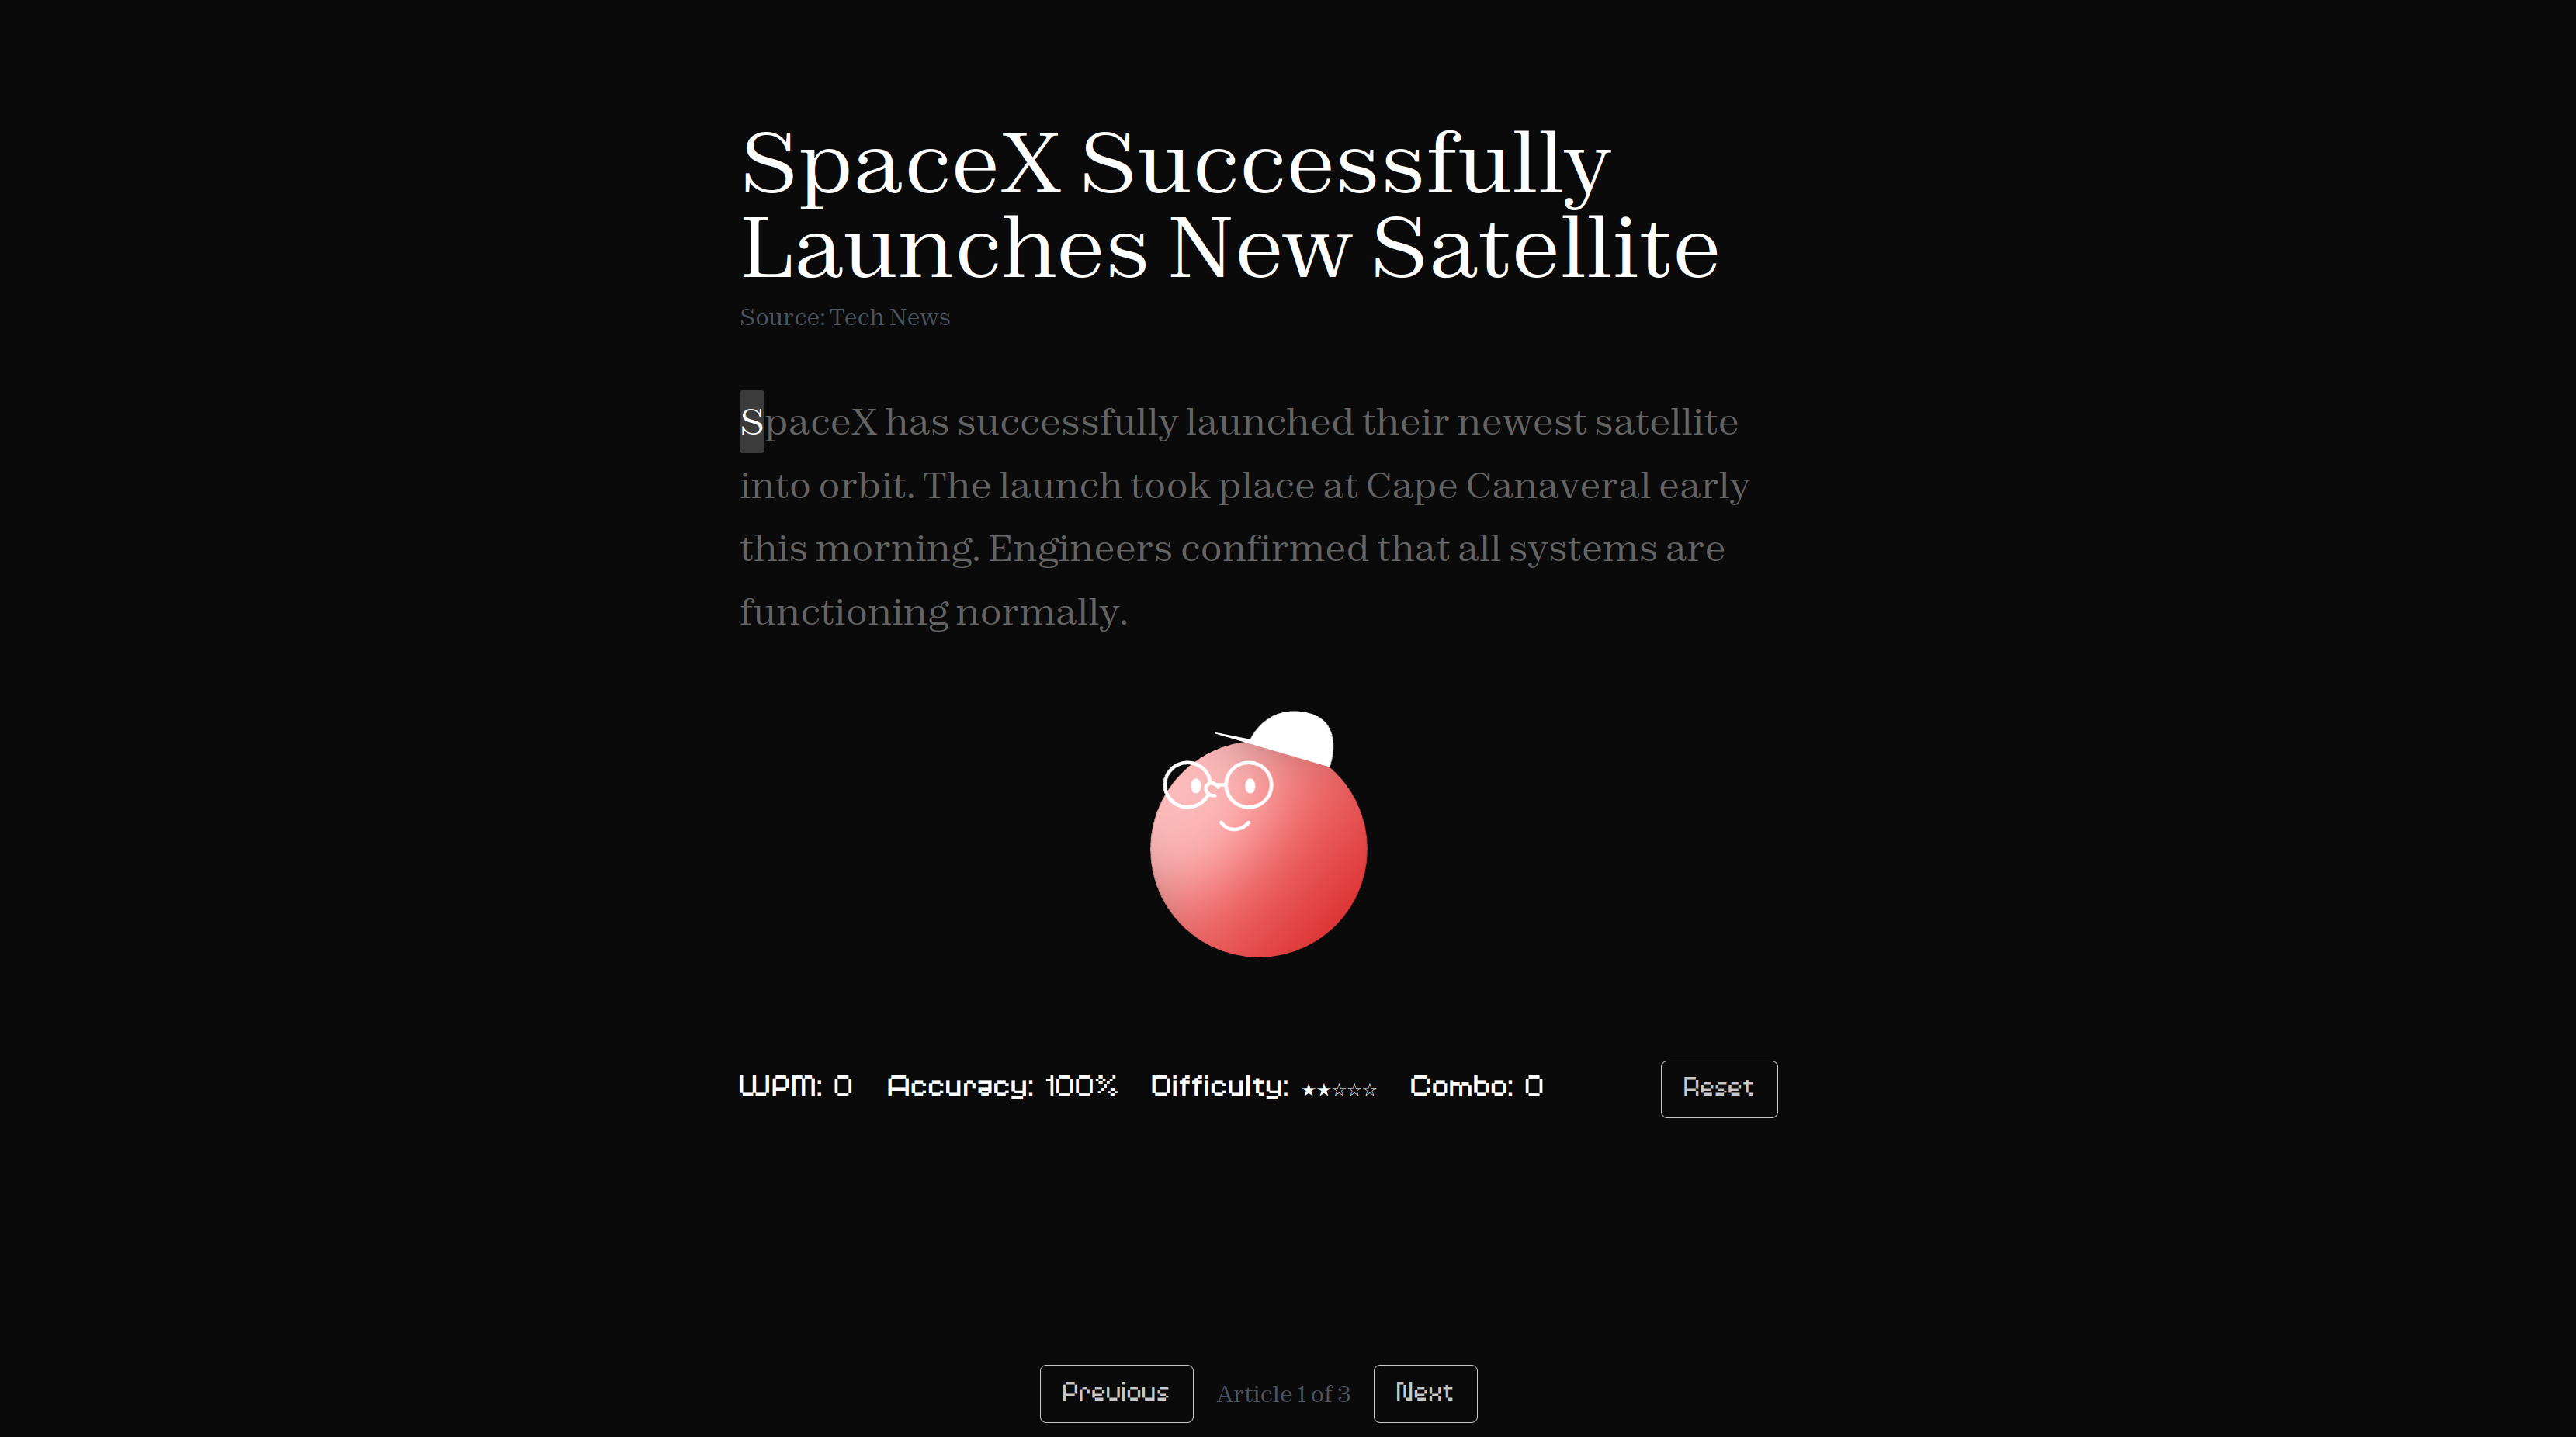 SpaceX Successfully
Launches New Satellite
Source: Tech News
SpaceX has successfully launched their newest satellite
into orbit. The launch took place at Cape Canaveral early
this morning. Engineers confirmed that all systems are
functioning normally.
WPM: 0 Accuracy: 100% Difficulty: ★★☆☆☆ Combo: 0 Reset
Previous Article 1 of 3 Next